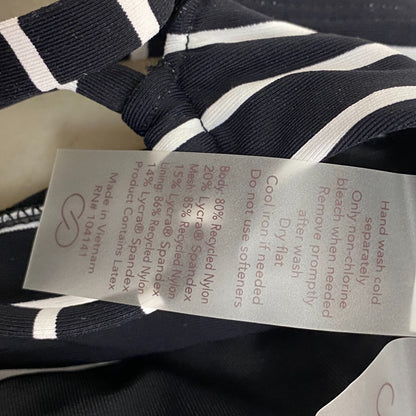 Hand wash cold
separately
Only non-chlorine
bleach when needed
Remove promptly
after wash
Dry flat
Cool iron if needed
Do not use softeners
Body: 80% Recycled Nylon
20% Lycra® Spandex
Mesh: 85% Recycled Nylon
15% Lycra® Spandex
Lining: 86% Recycled Nylon
14% Lycra® Spandex
Product contains Latex
Made in Vietnam
RN# 104141